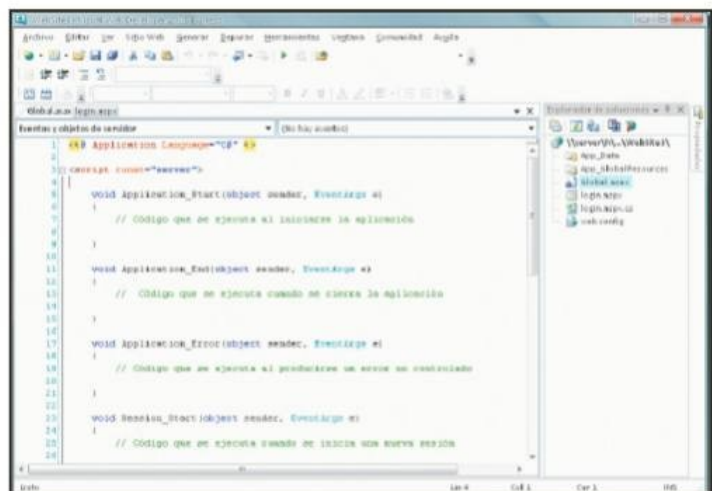 Archivo Editar Ver Sitio Web Generar Depurar Herramientas Ventana Comunidad Ayuda
Global.asax login.aspx
Eventos y objetos de servidor
(No hay eventos)
1 <%@ Application Language="C#" %>
2
3 <script runat="server">
4
5 void Application_Start(object sender, EventArgs e)
6 {
7 // Código que se ejecuta al iniciarse la aplicación
8
9 }
10
11 void Application_End(object sender, EventArgs e)
12 {
13 // Código que se ejecuta cuando se cierra la aplicación
14
15 }
16
17 void Application_Error(object sender, EventArgs e)
18 {
19 // Código que se ejecuta al producirse un error no controlado
20
21 }
22
23 void Session_Start(object sender, EventArgs e)
24 {
25 // Código que se ejecuta cuando se inicia una nueva sesión
26
Explorador de soluciones
App_Data
App_GlobalResources
Global.asax
login.aspx
login.aspx.cs
web.config
Propiedades
Listo
Lín 4
Col 1
Car 1
INS